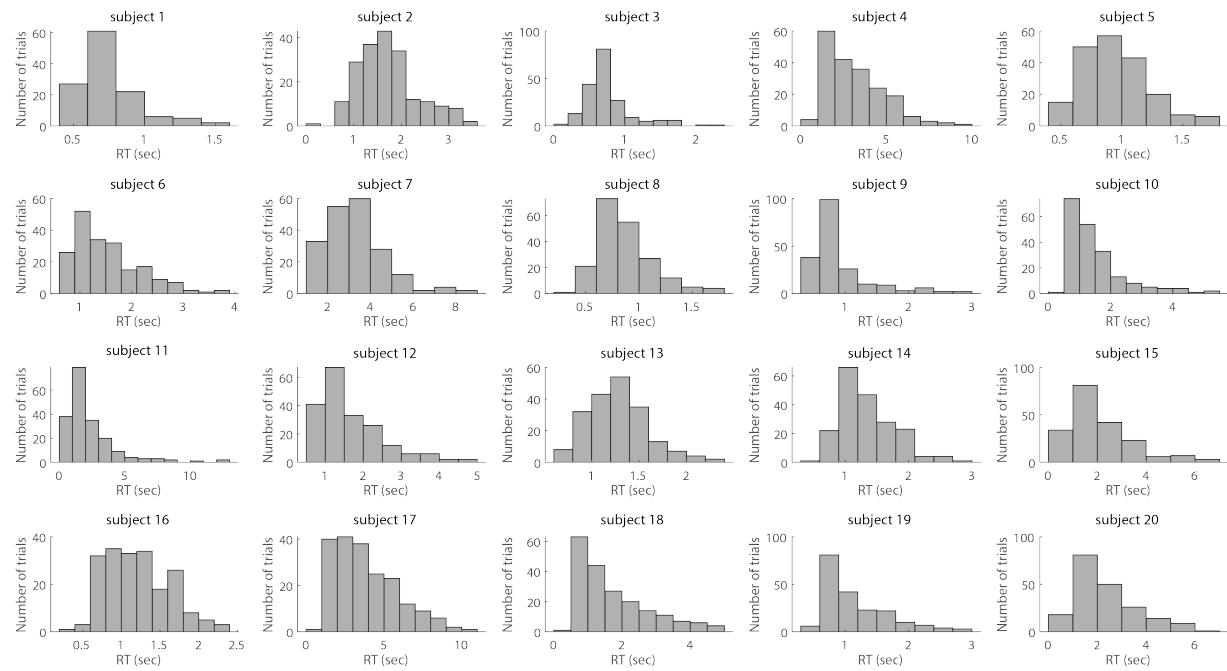 subject 1
60
40
20
0
Number of trials
0.5 1 1.5
RT (sec)
subject 2
40
20
0
Number of trials
0 1 2 3
RT (sec)
subject 3
100
50
0
Number of trials
0 1 2
RT (sec)
subject 4
60
40
20
0
Number of trials
0 5 10
RT (sec)
subject 5
60
40
20
0
Number of trials
0.5 1 1.5
RT (sec)
subject 6
60
40
20
0
Number of trials
1 2 3 4
RT (sec)
subject 7
60
40
20
0
Number of trials
2 4 6 8
RT (sec)
subject 8
60
40
20
0
Number of trials
0.5 1 1.5
RT (sec)
subject 9
100
50
0
Number of trials
1 2 3
RT (sec)
subject 10
60
40
20
0
Number of trials
0 2 4
RT (sec)
subject 11
60
40
20
0
Number of trials
0 5 10
RT (sec)
subject 12
60
40
20
0
Number of trials
1 2 3 4 5
RT (sec)
subject 13
60
40
20
0
Number of trials
1 1.5 2
RT (sec)
subject 14
60
40
20
0
Number of trials
1 2 3
RT (sec)
subject 15
100
50
0
Number of trials
0 2 4 6
RT (sec)
subject 16
40
20
0
Number of trials
0.5 1 1.5 2 2.5
RT (sec)
subject 17
40
20
0
Number of trials
0 5 10
RT (sec)
subject 18
60
40
20
0
Number of trials
2 4
RT (sec)
subject 19
100
50
0
Number of trials
1 2 3
RT (sec)
subject 20
100
50
0
Number of trials
0 2 4 6
RT (sec)